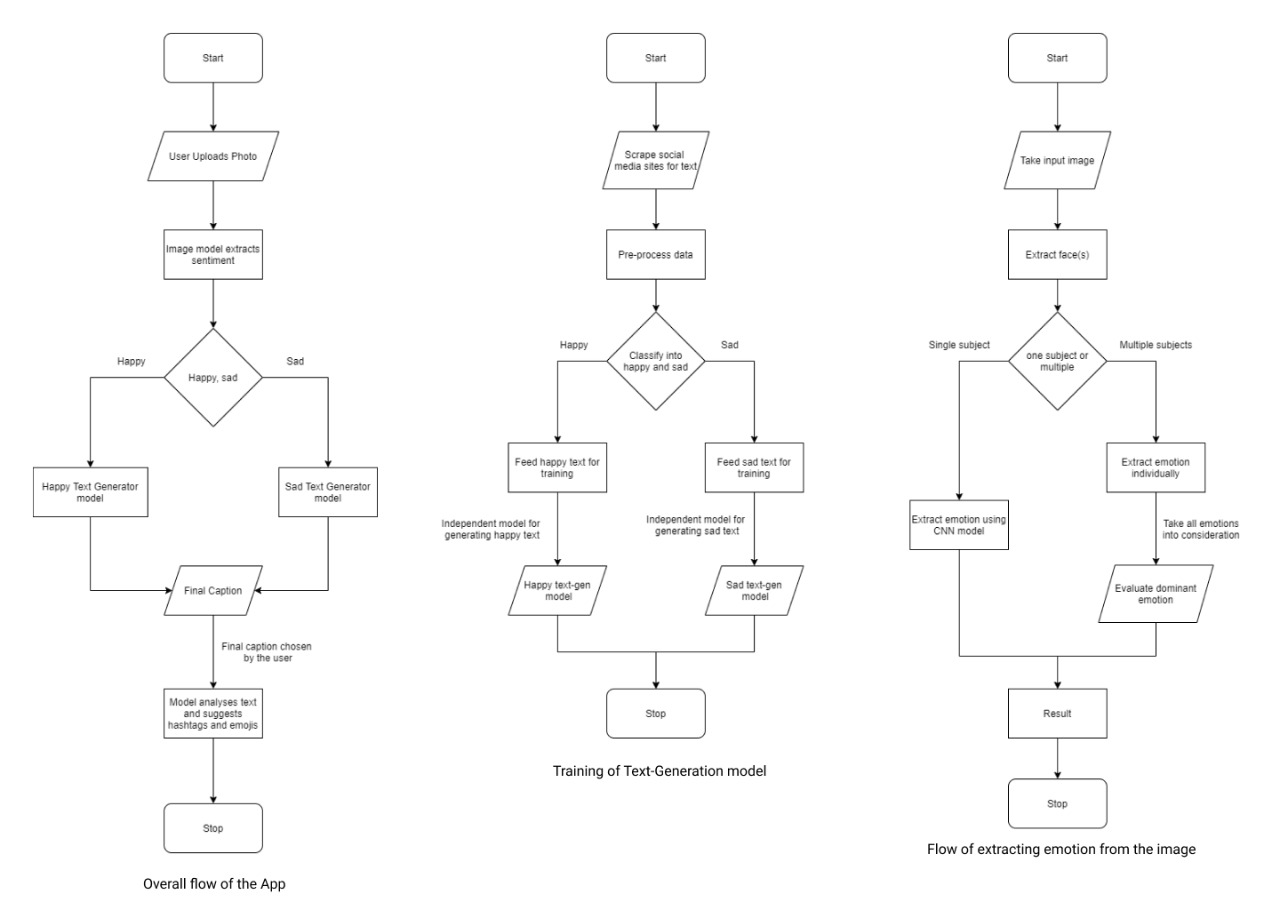 Start
User Uploads Photo
Image model extracts
sentiment
Happy
Sad
Happy, sad
Happy Text Generator
model
Sad Text Generator
model
Final Caption
Final caption chosen
by the user
Model analyses text
and suggests
hashtags and emojis
Stop
Overall flow of the App
Start
Scrape social
media sites for text
Pre-process data
Happy
Sad
Classify into
happy and sad
Feed happy text for
training
Feed sad text for
training
Independent model for
generating happy text
Independent model for
generating sad text
Happy text-gen
model
Sad text-gen
model
Stop
Training of Text-Generation model
Start
Take input image
Extract face(s)
Single subject
Multiple subjects
one subject or
multiple
Extract emotion
individually
Extract emotion using
CNN model
Take all emotions
into consideration
Evaluate dominant
emotion
Result
Stop
Flow of extracting emotion from the image